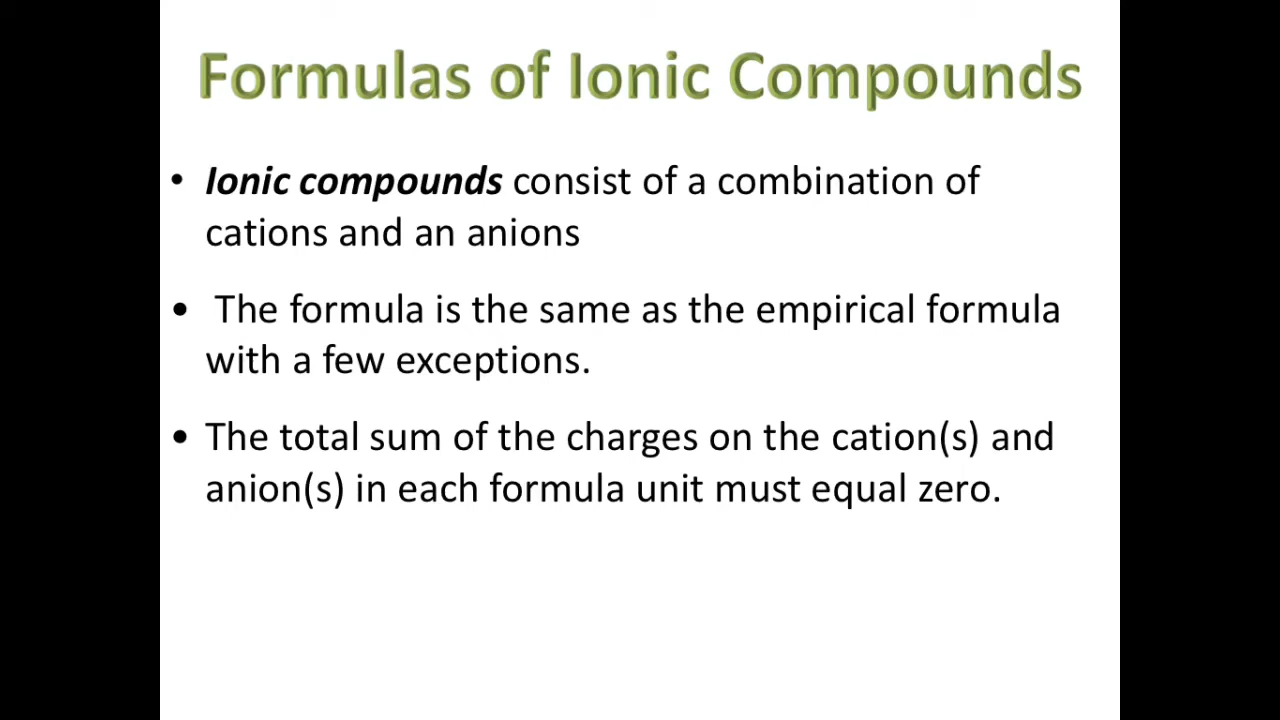 Formulas of Ionic Compounds
• Ionic compounds consist of a combination of
cations and an anions
• The formula is the same as the empirical formula
with a few exceptions.
• The total sum of the charges on the cation(s) and
anion(s) in each formula unit must equal zero.